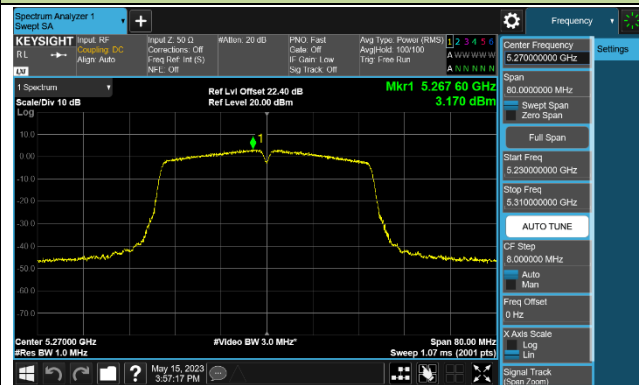 Spectrum Analyzer 1
Swept SA
Frequency
KEYSIGHT
RL
LXI
Input: RF
Coupling: DC
Align: Auto
Input Z: 50 Ω
Corrections: Off
Freq Ref: Int (S)
NFE: Off
#Atten: 20 dB
PNO: Fast
Gate: Off
IF Gain: Low
Sig Track: Off
Avg Type: Power (RMS)
Avg|Hold: 100/100
Trig: Free Run
1 2 3 4 5 6
A W W W W W
A N N N N N
1 Spectrum
Scale/Div 10 dB
Log
Ref Lvl Offset 22.40 dB
Ref Level 20.00 dBm
Mkr1 5.267 60 GHz
3.170 dBm
1
10.0
0.00
-10.0
-20.0
-30.0
-40.0
-50.0
-60.0
-70.0
Center 5.27000 GHz
#Res BW 1.0 MHz
#Video BW 3.0 MHz*
Span 80.00 MHz
Sweep 1.07 ms (2001 pts)
May 15, 2023
3:57:17 PM
Center Frequency
5.270000000 GHz
Settings
Span
80.0000000 MHz
Swept Span
Zero Span
Full Span
Start Freq
5.230000000 GHz
Stop Freq
5.310000000 GHz
AUTO TUNE
CF Step
8.000000 MHz
Auto
Man
Freq Offset
0 Hz
X Axis Scale
Log
Lin
Signal Track
(Span Zoom)